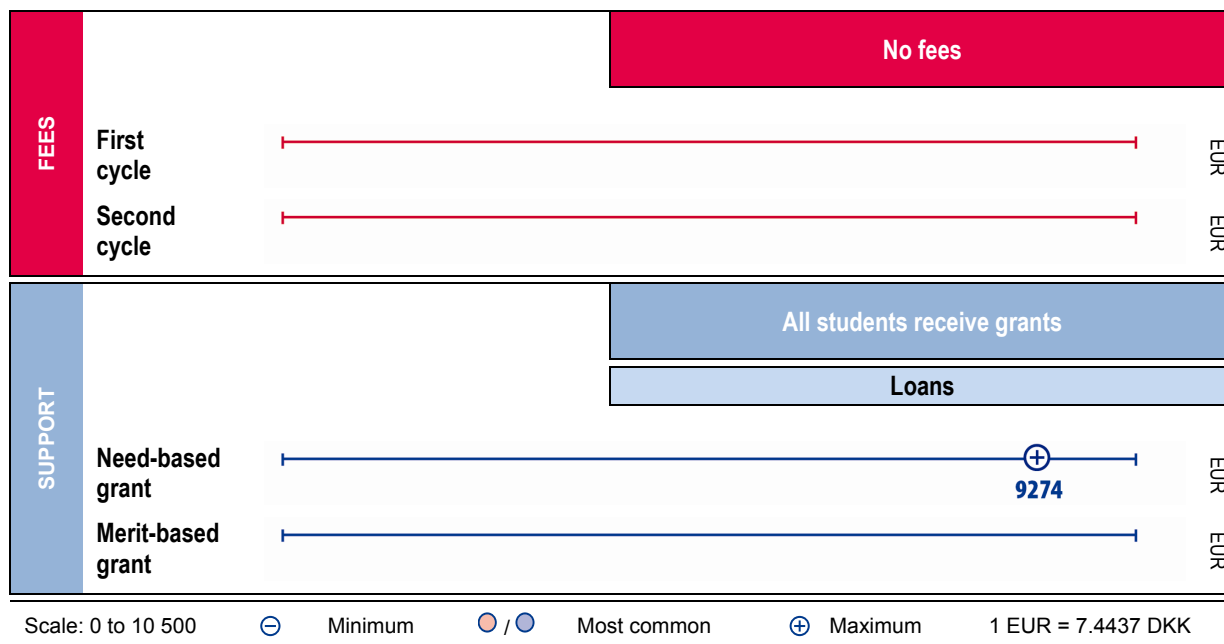 No fees
FEES
First
cycle
EUR
Second
cycle
EUR
All students receive grants
Loans
SUPPORT
Need-based
grant
9274
EUR
Merit-based
grant
EUR
Scale: 0 to 10 500 Minimum / Most common Maximum 1 EUR = 7.4437 DKK